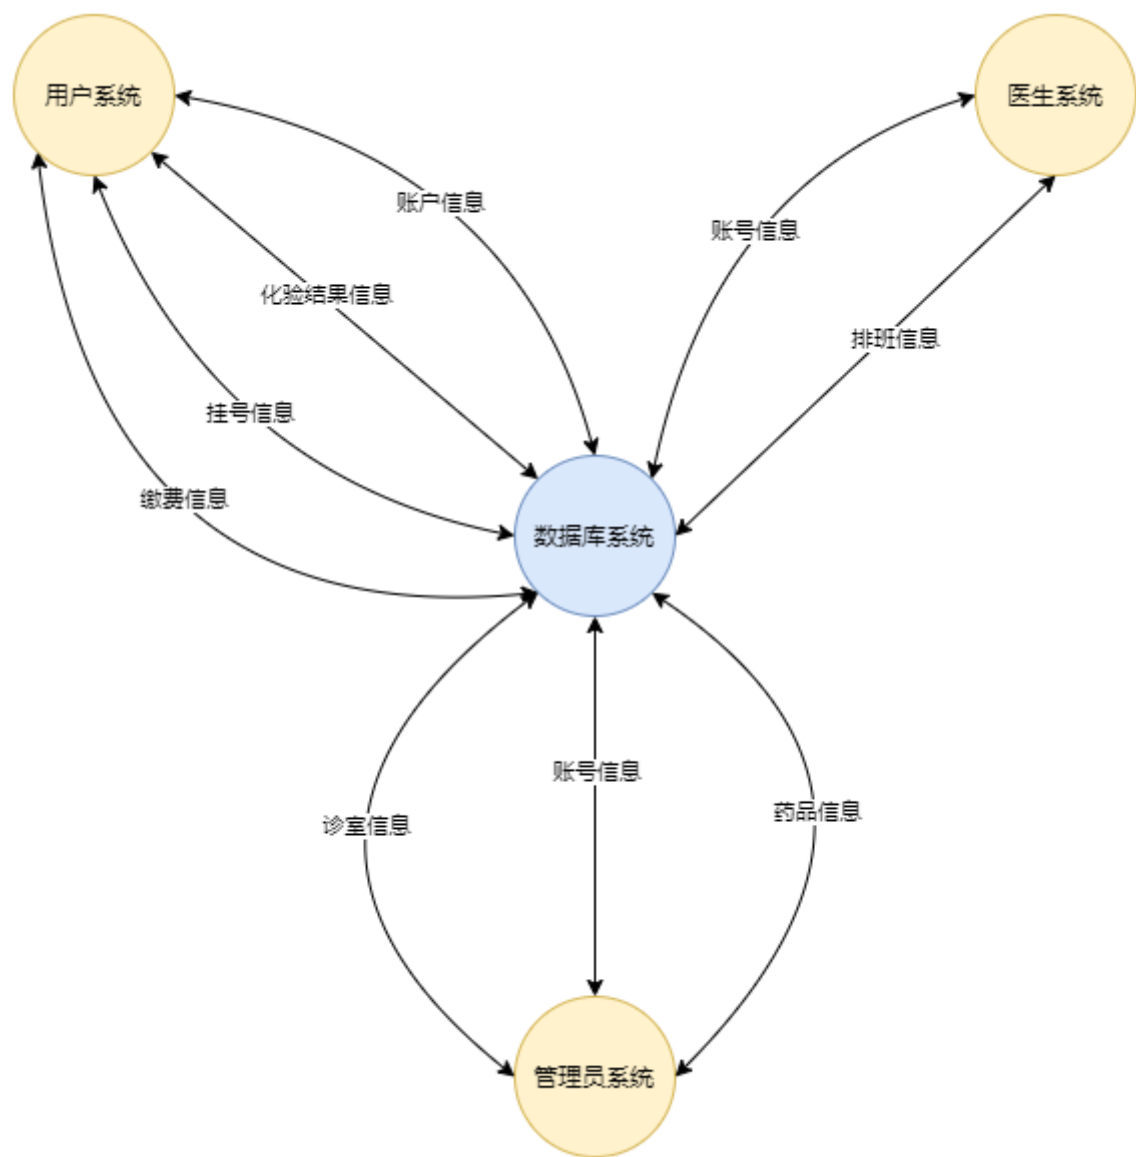 用户系统
医生系统
账户信息
账号信息
化验结果信息
排班信息
挂号信息
缴费信息
数据库系统
账号信息
药品信息
诊室信息
管理员系统